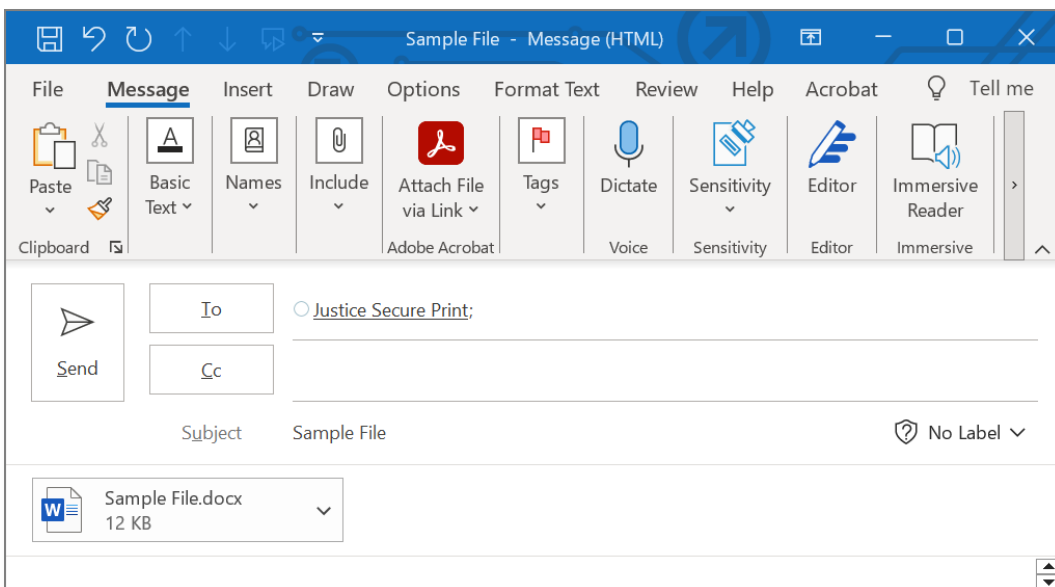 Sample File - Message (HTML)
File Message Insert Draw Options Format Text Review Help Acrobat Tell me
Paste Basic Text Names Include Attach File via Link Tags Dictate Sensitivity Editor Immersive Reader
Clipboard Adobe Acrobat Voice Sensitivity Editor Immersive
To Justice Secure Print;
Send Cc
Subject Sample File No Label
W Sample File.docx
12 KB